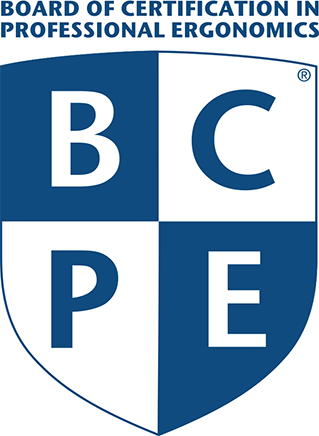 BOARD OF CERTIFICATION IN
PROFESSIONAL ERGONOMICS
®
B C
P E